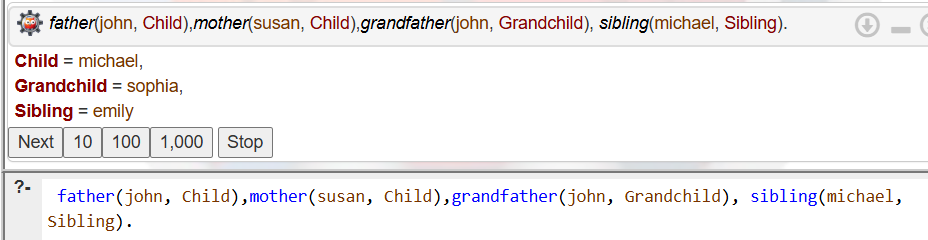 father(john, Child),mother(susan, Child),grandfather(john, Grandchild), sibling(michael, Sibling).
Child = michael,
Grandchild = sophia,
Sibling = emily
Next 10 100 1,000 Stop
?- father(john, Child),mother(susan, Child),grandfather(john, Grandchild), sibling(michael,
Sibling).